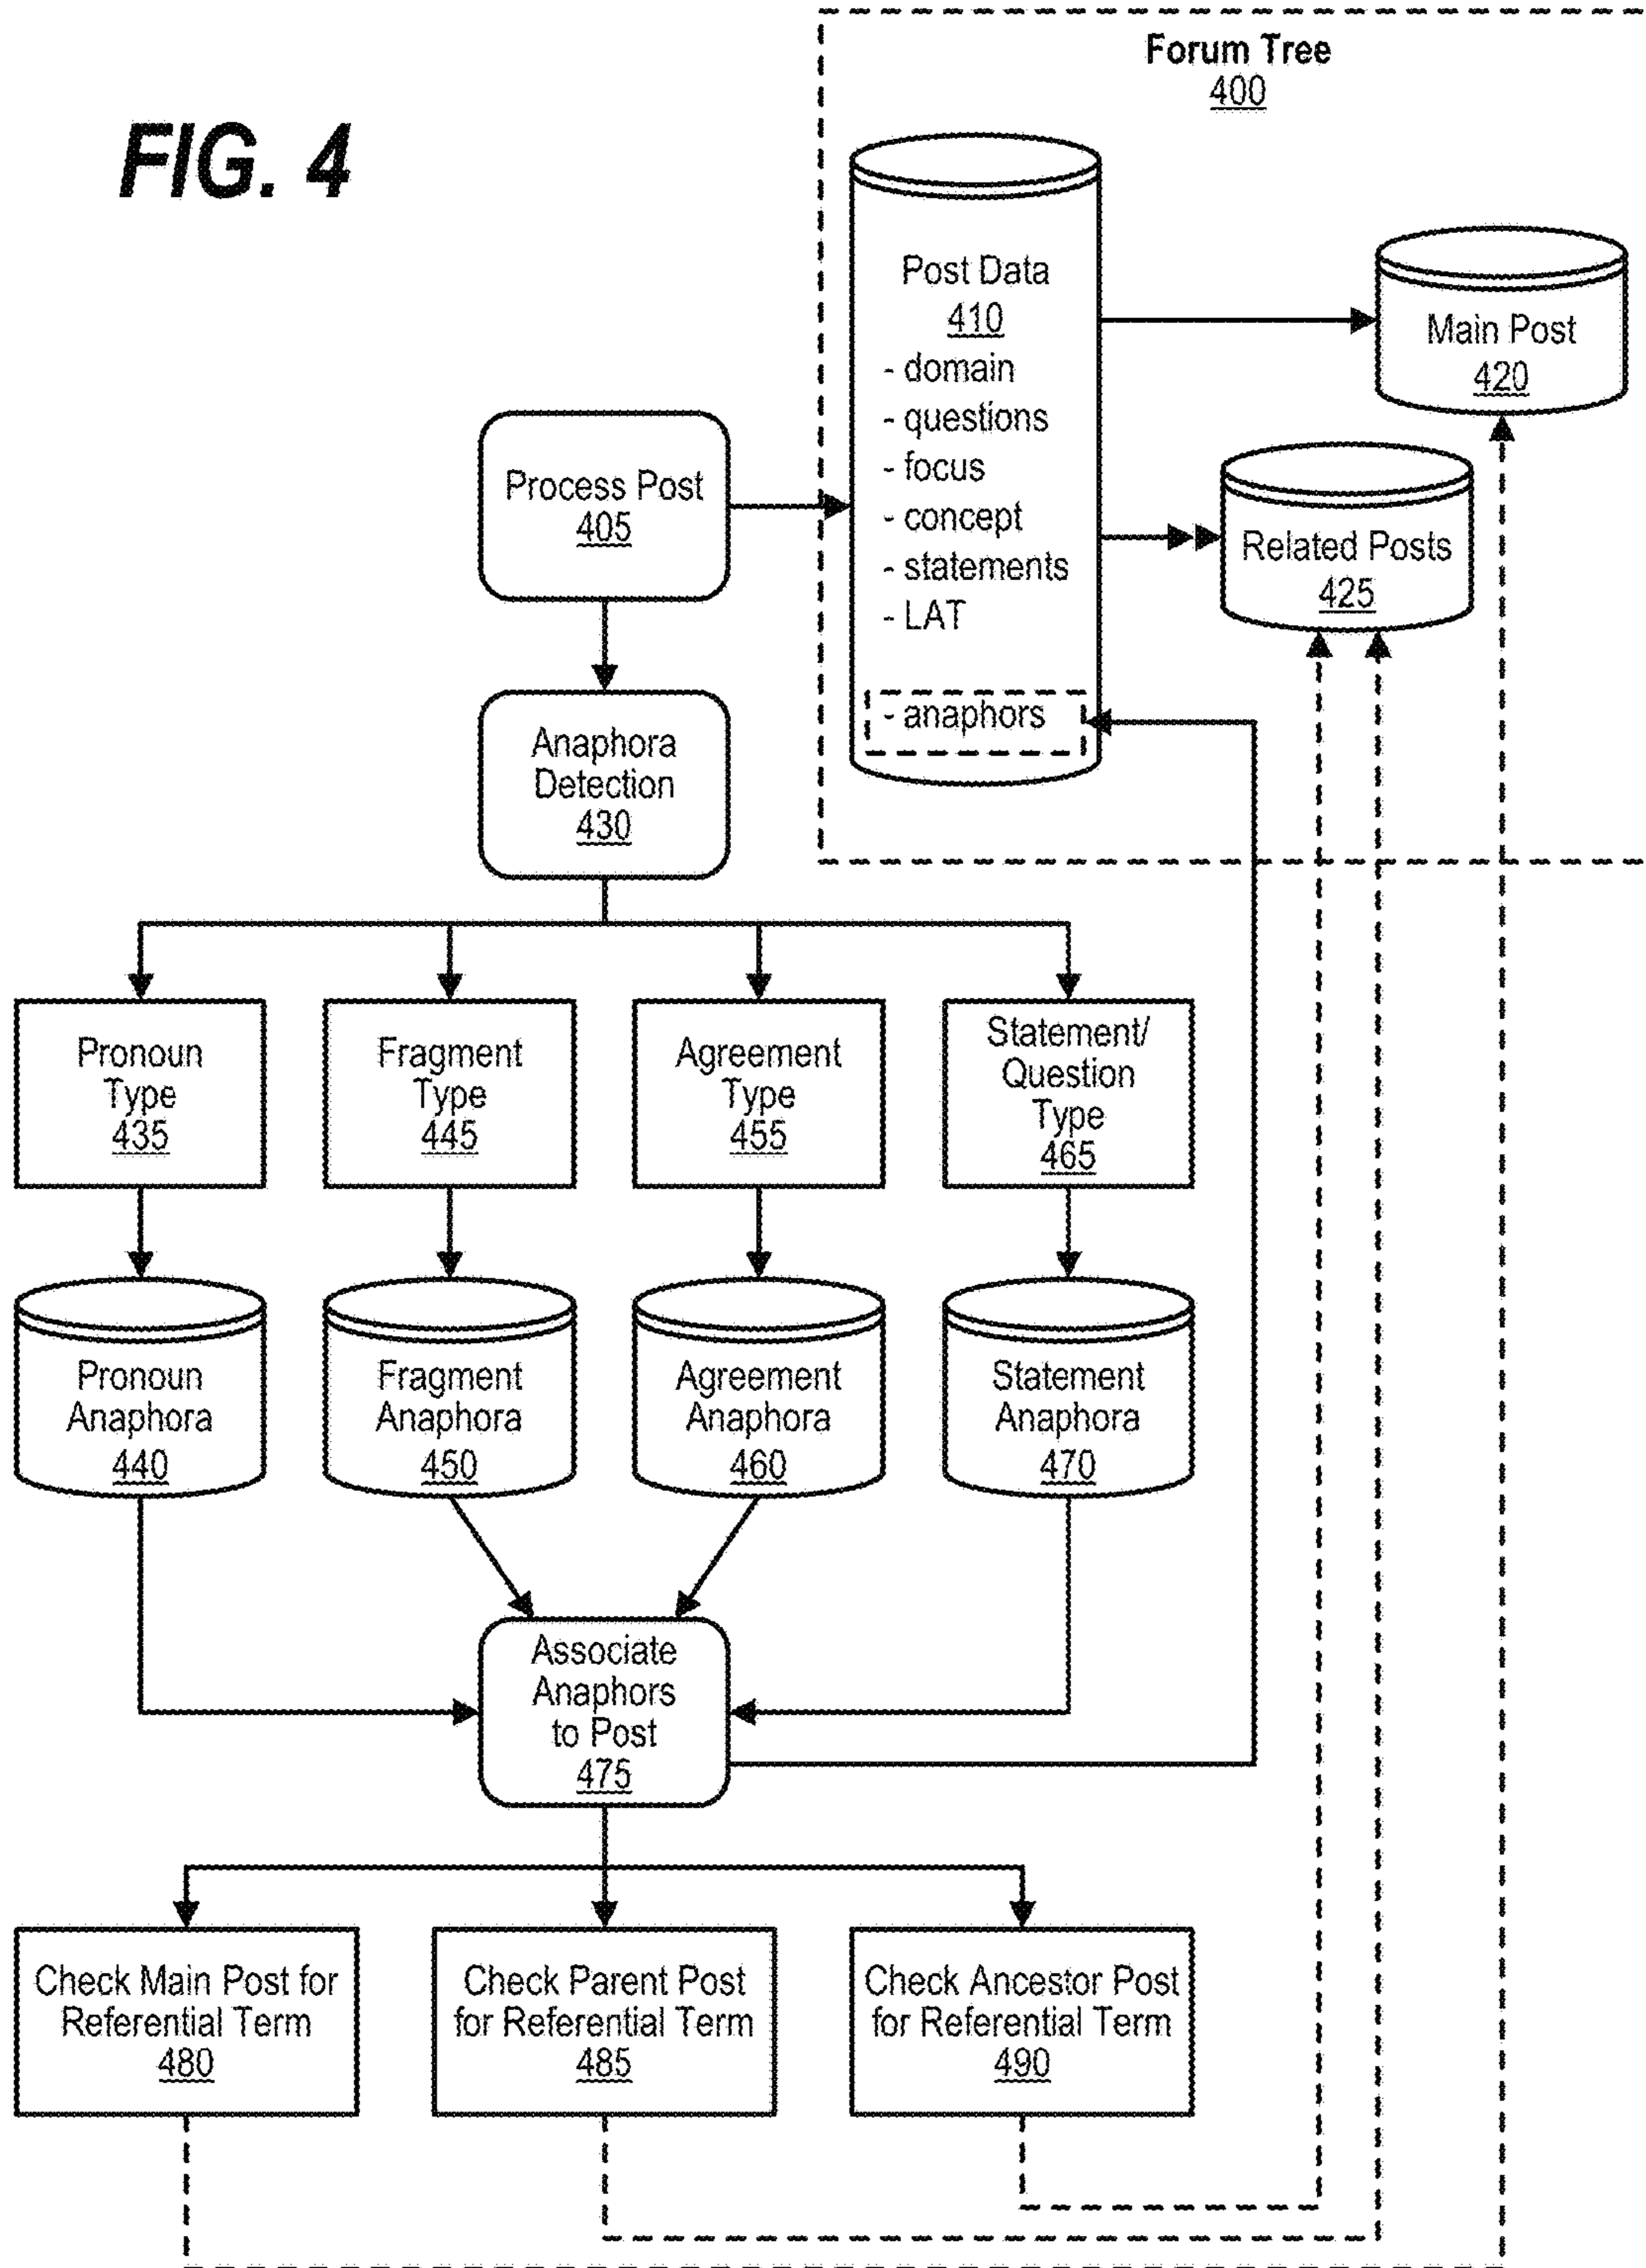 FIG. 4
Forum Tree
400
Post Data
410
- domain
- questions
- focus
- concept
- statements
- LAT
- anaphors
Main Post
420
Related Posts
425
Process Post
405
Anaphora
Detection
430
Pronoun
Type
435
Fragment
Type
445
Agreement
Type
455
Statement/
Question
Type
465
Pronoun
Anaphora
440
Fragment
Anaphora
450
Agreement
Anaphora
460
Statement
Anaphora
470
Associate
Anaphors
to Post
475
Check Main Post for
Referential Term
480
Check Parent Post
for Referential Term
485
Check Ancestor Post
for Referential Term
490